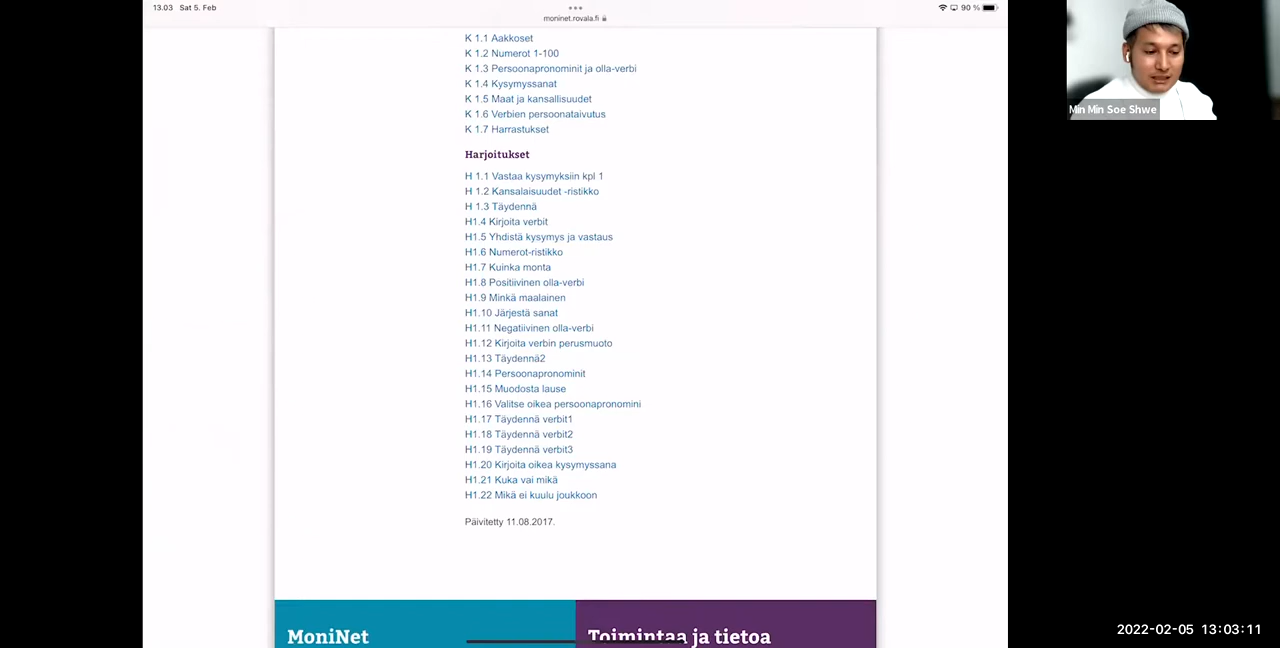 13.03 Sat 5. Feb
moninet.rovala.fi
90 %
K 1.1 Aakkoset
K 1.2 Numerot 1-100
K 1.3 Persoonapronominit ja olla-verbi
K 1.4 Kysymyssanat
K 1.5 Maat ja kansallisuudet
K 1.6 Verbien persoonataivutus
K 1.7 Harrastukset
Harjoitukset
H 1.1 Vastaa kysymyksiin kpl 1
H 1.2 Kansalaisuudet -ristikko
H 1.3 Täydennä
H1.4 Kirjoita verbit
H1.5 Yhdistä kysymys ja vastaus
H1.6 Numerot-ristikko
H1.7 Kuinka monta
H1.8 Positiivinen olla-verbi
H1.9 Minkä maalainen
H1.10 Järjestä sanat
H1.11 Negatiivinen olla-verbi
H1.12 Kirjoita verbin perusmuoto
H1.13 Täydennä2
H1.14 Persoonapronominit
H1.15 Muodosta lause
H1.16 Valitse oikea persoonapronomini
H1.17 Täydennä verbit1
H1.18 Täydennä verbit2
H1.19 Täydennä verbit3
H1.20 Kirjoita oikea kysymyssana
H1.21 Kuka vai mikä
H1.22 Mikä ei kuulu joukkoon
Päivitetty 11.08.2017.
MoniNet
Toimintaa ja tietoa
Min Min Soe Shwe
2022-02-05 13:03:11